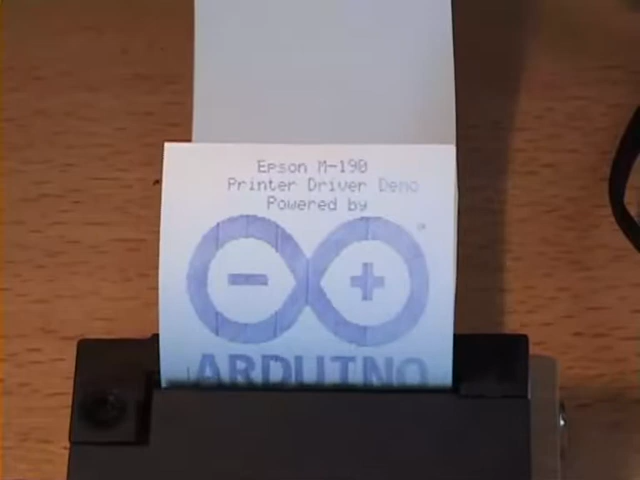 Epson M-190
Printer Driver Demo
Powered by
- +
ARDUINO